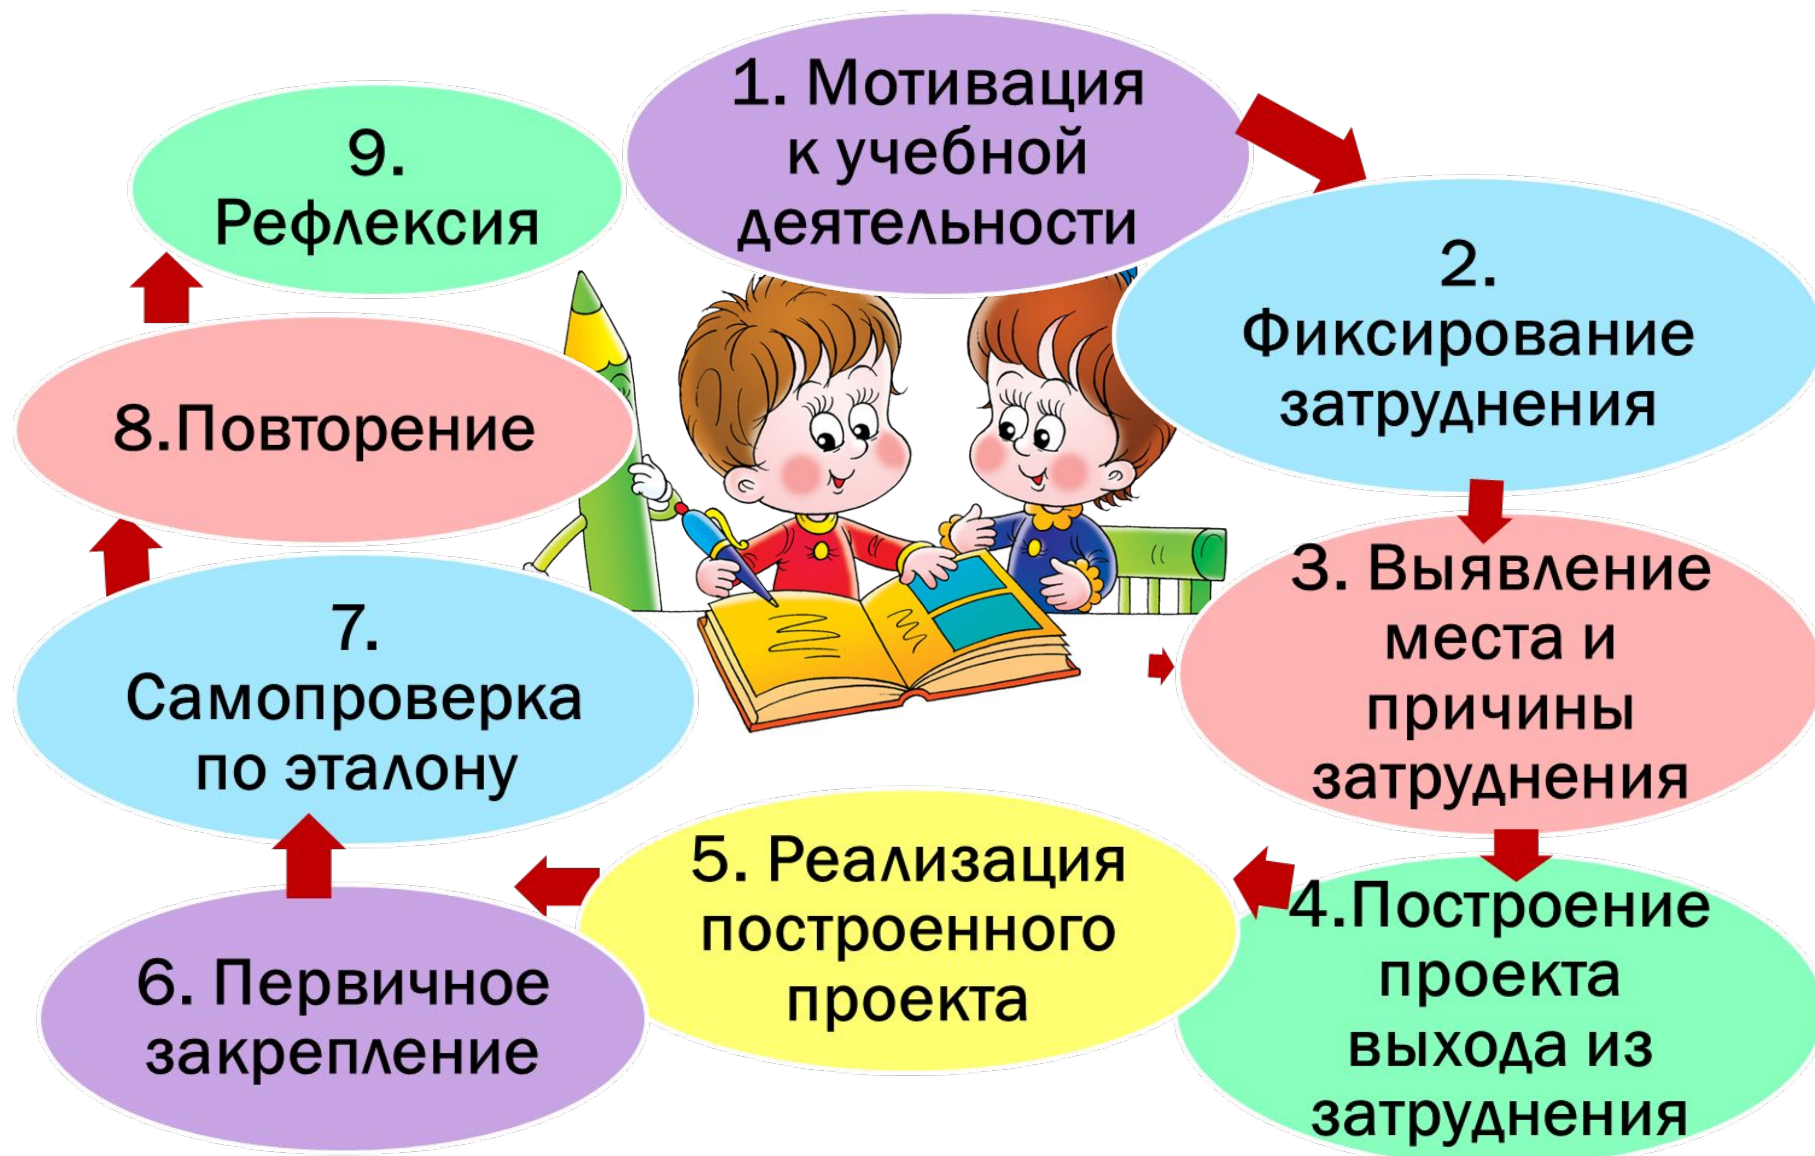 1. Мотивация
к учебной
деятельности
2.
Фиксирование
затруднения
3. Выявление
места и
причины
затруднения
4.Построение
проекта
выхода из
затруднения
5. Реализация
построенного
проекта
6. Первичное
закрепление
7.
Самопроверка
по эталону
8.Повторение
9.
Рефлексия